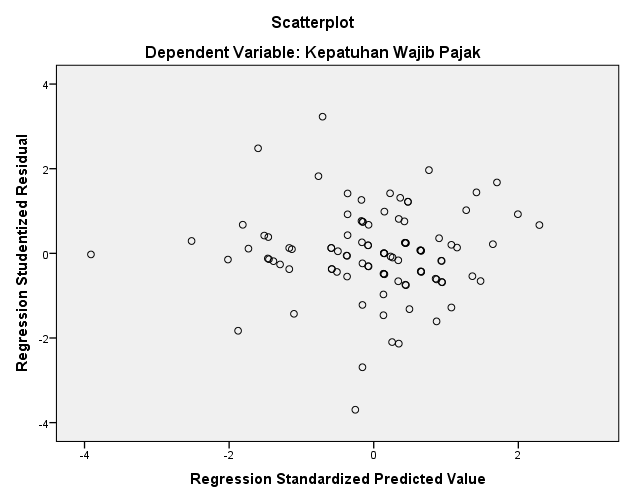 Scatterplot
Dependent Variable: Kepatuhan Wajib Pajak
Regression Studentized Residual
4
2
0
-2
-4
-4
-2
0
2
Regression Standardized Predicted Value